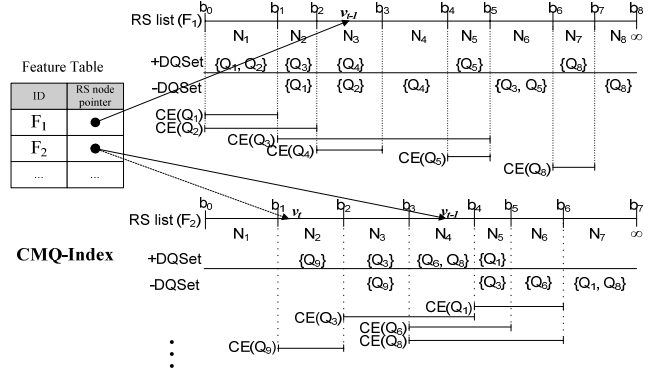 b0 b1 b2 vt-1 b3 b4 b5 b6 b7 b8
RS list (F1)
N1 N2 N3 N4 N5 N6 N7 N8 ∞
+DQSet {Q1, Q2} {Q3} {Q4} {Q5} {Q8}
-DQSet {Q1} {Q2} {Q4} {Q3, Q5} {Q8}
Feature Table
ID RS node pointer
F1
F2
... ...
CE(Q1)
CE(Q2)
CE(Q3)
CE(Q4)
CE(Q5)
CE(Q8)
b0 b1 vt b2 b3 vt-1 b4 b5 b6 b7
RS list (F2)
N1 N2 N3 N4 N5 N6 N7 ∞
CMQ-Index
+DQSet {Q9} {Q3} {Q6, Q8} {Q1}
-DQSet {Q9} {Q3} {Q6} {Q1, Q8}
CE(Q1)
CE(Q3)
CE(Q6)
CE(Q8)
CE(Q9)